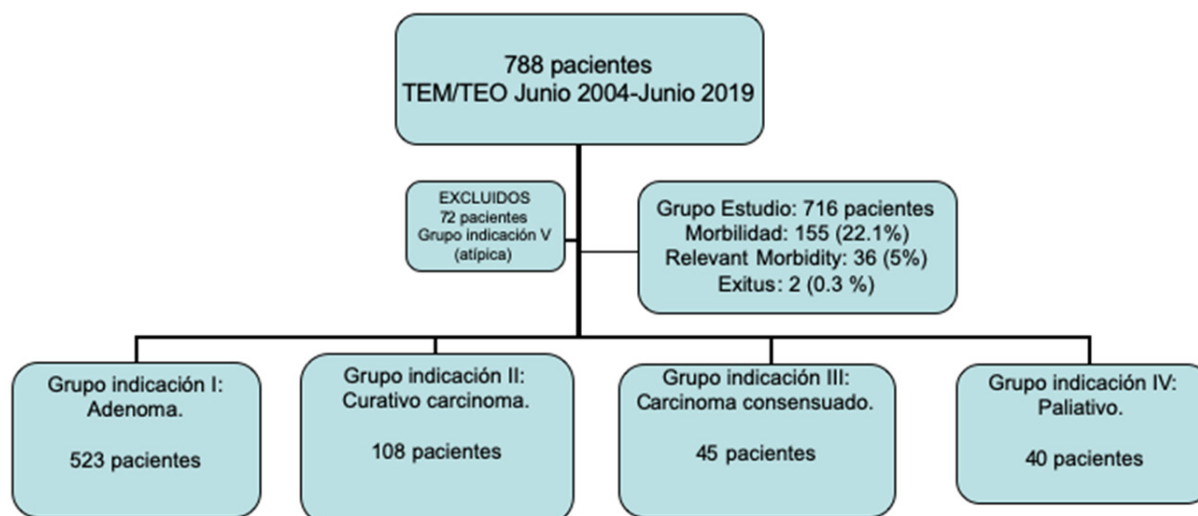 788 pacientes
TEM/TEO Junio 2004-Junio 2019
EXCLUIDOS
72 pacientes
Grupo indicación V
(atípica)
Grupo Estudio: 716 pacientes
Morbilidad: 155 (22.1%)
Relevant Morbidity: 36 (5%)
Exitus: 2 (0.3 %)
Grupo indicación I:
Adenoma.
523 pacientes
Grupo indicación II:
Curativo carcinoma.
108 pacientes
Grupo indicación III:
Carcinoma consensuado.
45 pacientes
Grupo indicación IV:
Paliativo.
40 pacientes